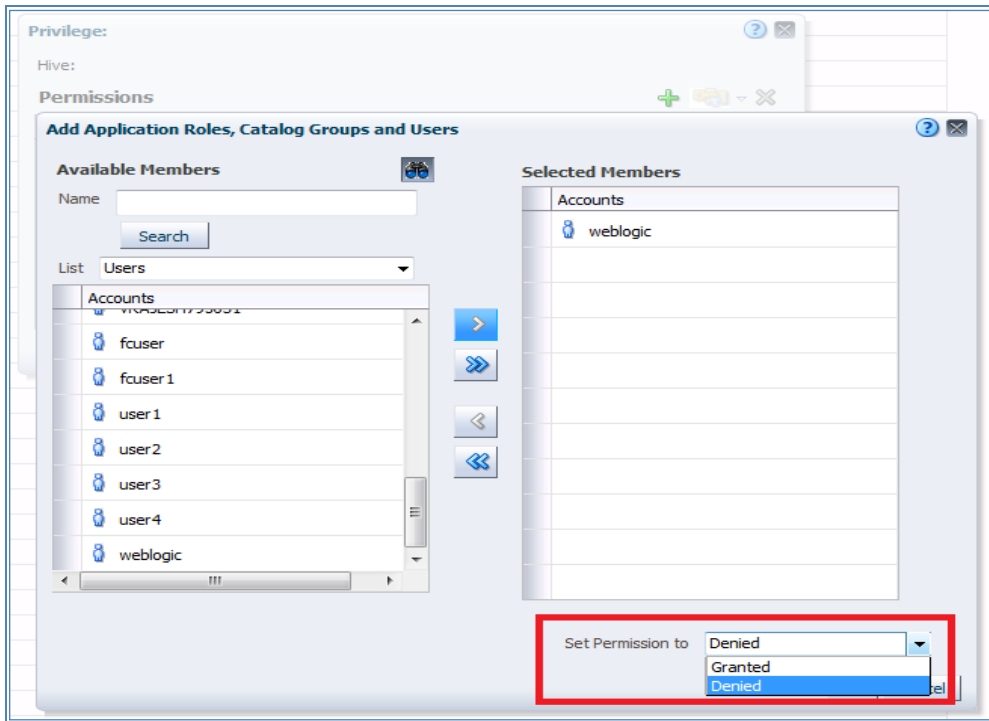 Privilege:
Hive:
Permissions
Add Application Roles, Catalog Groups and Users
Available Members
Name
Search
List Users
Accounts
fcuser
fcuser1
user1
user2
user3
user4
weblogic
Selected Members
Accounts
weblogic
Set Permission to Denied
Granted
Denied